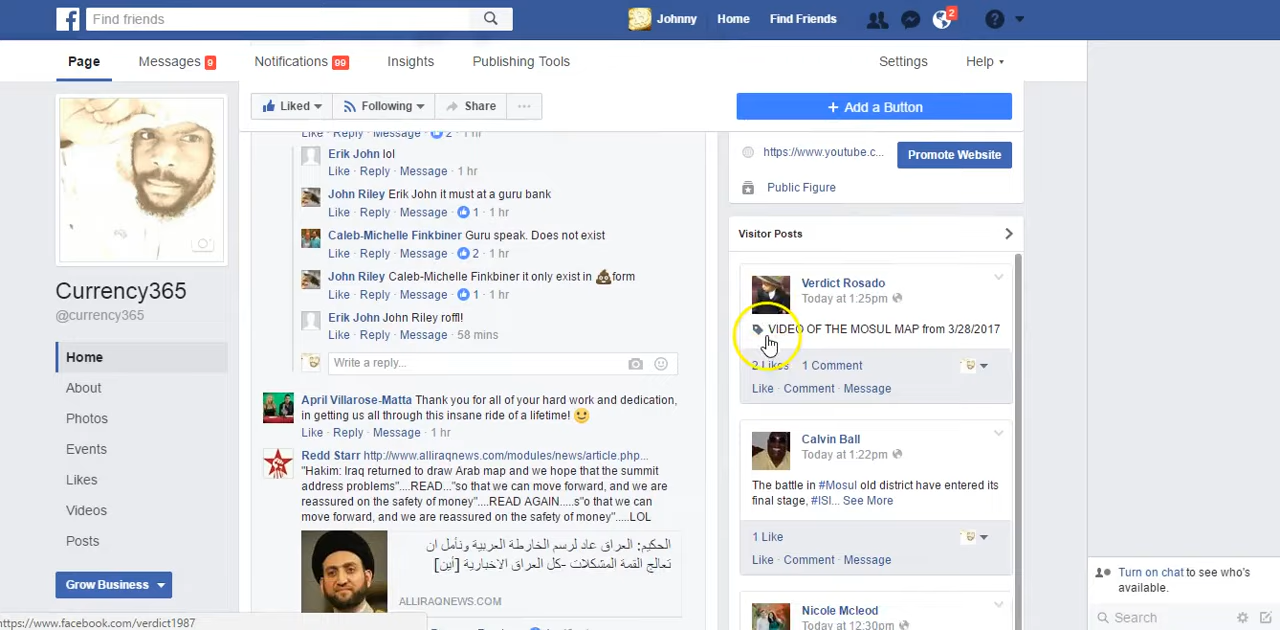 Find friends
Johnny
Home
Find Friends
2
Page
Messages 9
Notifications 99
Insights
Publishing Tools
Settings
Help
Liked
Following
Share
...
+ Add a Button
Currency365
@currency365
Home
About
Photos
Events
Likes
Videos
Posts
Grow Business
Like · Reply · Message · 2 · 1 hr
Erik John lol
Like · Reply · Message · 1 hr
John Riley Erik John it must at a guru bank
Like · Reply · Message · 1 · 1 hr
Caleb-Michelle Finkbiner Guru speak. Does not exist
Like · Reply · Message · 2 · 1 hr
John Riley Caleb-Michelle Finkbiner it only exist in 💩form
Like · Reply · Message · 1 · 1 hr
Erik John John Riley roffl!
Like · Reply · Message · 58 mins
Write a reply...
April Villarose-Matta Thank you for all of your hard work and dedication,
in getting us all through this insane ride of a lifetime! 🙂
Like · Reply · Message · 1 hr
Redd Starr http://www.alliraqnews.com/modules/news/article.php...
"Hakim: Iraq returned to draw Arab map and we hope that the summit
address problems"....READ..."so that we can move forward, and we are
reassured on the safety of money"....READ AGAIN....s"o that we can
move forward, and we are reassured on the safety of money".....LOL
الحكيم: العراق عاد لرسم الخارطة العربية ونأمل ان
تعالج القمة المشكلات -كل العراق الاخبارية [أين]
ALLIRAQNEWS.COM
https://www.youtube.c...
Promote Website
Public Figure
Visitor Posts
Verdict Rosado
Today at 1:25pm
VIDEO OF THE MOSUL MAP from 3/28/2017
2 Likes 1 Comment
Like · Comment · Message
Calvin Ball
Today at 1:22pm
The battle in #Mosul old district have entered its
final stage, #ISI... See More
1 Like
Like · Comment · Message
Nicole Mcleod
Today at 12:30pm
Turn on chat to see who's
available.
Search
https://www.facebook.com/verdict1987